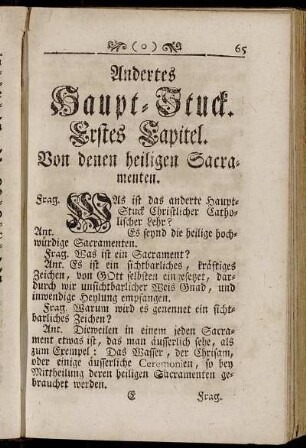 ( o ) 65
Andertes
Haupt-Stuck.
Erstes Capitel.
Von denen heiligen Sacra-
menten.
Frag. WAs ist das anderte Haupt-
Stuck Christlicher Catho-
lischer Lehr?
Ant. Es seynd die heilige hoch-
würdige Sacramenten.
Frag. Was ist ein Sacrament?
Ant. Es ist ein sichtbarliches, kräftiges
Zeichen, von GOtt selbsten eingesetzet, dar-
durch wir unsichtbarlicher Weis Gnad, und
inwendige Heylung empfangen.
Frag. Warum wird es genennet ein sicht-
barliches Zeichen?
Ant. Dieweilen in einem jeden Sacra-
ment etwas ist, das man äusserlich sehe, als
zum Exempel: Das Wasser, der Chrisam,
oder einige äusserliche Ceremonien, so bey
Mittheilung deren heiligen Sacramenten ge-
brauchet werden.
E Frag.